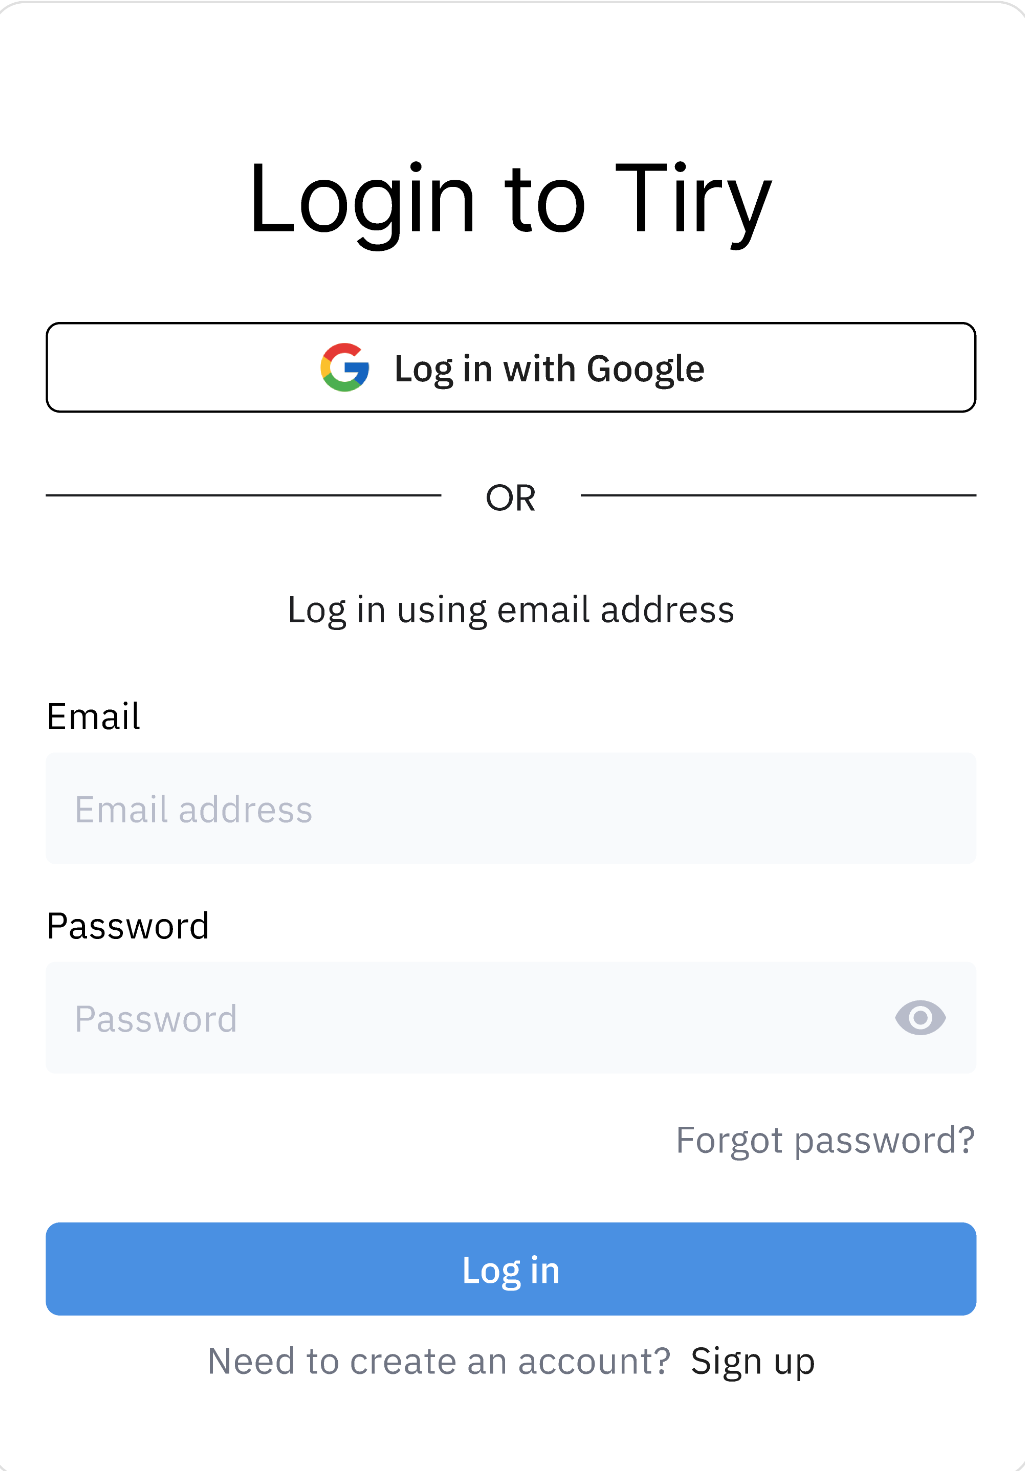 Login to Tiry
Log in with Google
OR
Log in using email address
Email
Email address
Password
Password
Forgot password?
Log in
Need to create an account? Sign up